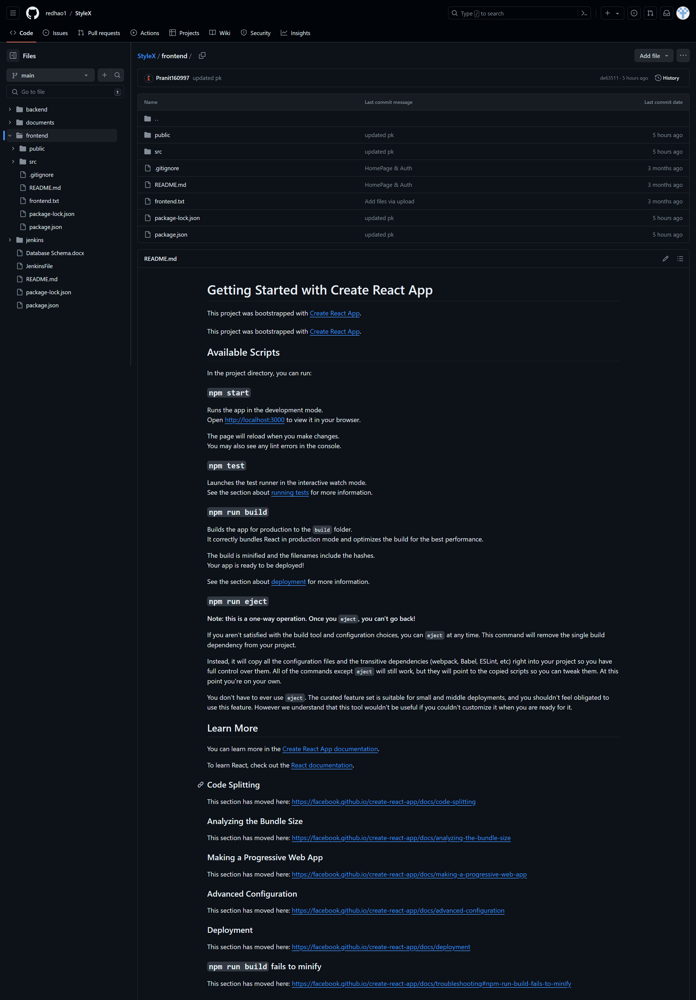 redhao1 / StyleX
Type / to search
Code
Issues
Pull requests
Actions
Projects
Wiki
Security
Insights
Files
main
Go to file
t
backend
documents
frontend
public
src
.gitignore
README.md
frontend.txt
package-lock.json
package.json
jenkins
Database Schema.docx
JenkinsFile
README.md
package-lock.json
package.json
StyleX / frontend /
Add file
Pranit160997 updated pk
de63511 · 5 hours ago
History
Name Last commit message Last commit date
..
public updated pk 5 hours ago
src updated pk 5 hours ago
.gitignore HomePage & Auth 3 months ago
README.md HomePage & Auth 3 months ago
frontend.txt Add files via upload 3 months ago
package-lock.json updated pk 5 hours ago
package.json updated pk 5 hours ago
README.md
Getting Started with Create React App
This project was bootstrapped with Create React App.
This project was bootstrapped with Create React App.
Available Scripts
In the project directory, you can run:
npm start
Runs the app in the development mode.
Open http://localhost:3000 to view it in your browser.
The page will reload when you make changes.
You may also see any lint errors in the console.
npm test
Launches the test runner in the interactive watch mode.
See the section about running tests for more information.
npm run build
Builds the app for production to the build folder.
It correctly bundles React in production mode and optimizes the build for the best performance.
The build is minified and the filenames include the hashes.
Your app is ready to be deployed!
See the section about deployment for more information.
npm run eject
Note: this is a one-way operation. Once you eject, you can't go back!
If you aren't satisfied with the build tool and configuration choices, you can eject at any time. This command will remove the single build
dependency from your project.
Instead, it will copy all the configuration files and the transitive dependencies (webpack, Babel, ESLint, etc) right into your project so you have
full control over them. All of the commands except eject will still work, but they will point to the copied scripts so you can tweak them. At this
point you're on your own.
You don't have to ever use eject. The curated feature set is suitable for small and middle deployments, and you shouldn't feel obligated to
use this feature. However we understand that this tool wouldn't be useful if you couldn't customize it when you are ready for it.
Learn More
You can learn more in the Create React App documentation.
To learn React, check out the React documentation.
Code Splitting
This section has moved here: https://facebook.github.io/create-react-app/docs/code-splitting
Analyzing the Bundle Size
This section has moved here: https://facebook.github.io/create-react-app/docs/analyzing-the-bundle-size
Making a Progressive Web App
This section has moved here: https://facebook.github.io/create-react-app/docs/making-a-progressive-web-app
Advanced Configuration
This section has moved here: https://facebook.github.io/create-react-app/docs/advanced-configuration
Deployment
This section has moved here: https://facebook.github.io/create-react-app/docs/deployment
npm run build fails to minify
This section has moved here: https://facebook.github.io/create-react-app/docs/troubleshooting#npm-run-build-fails-to-minify